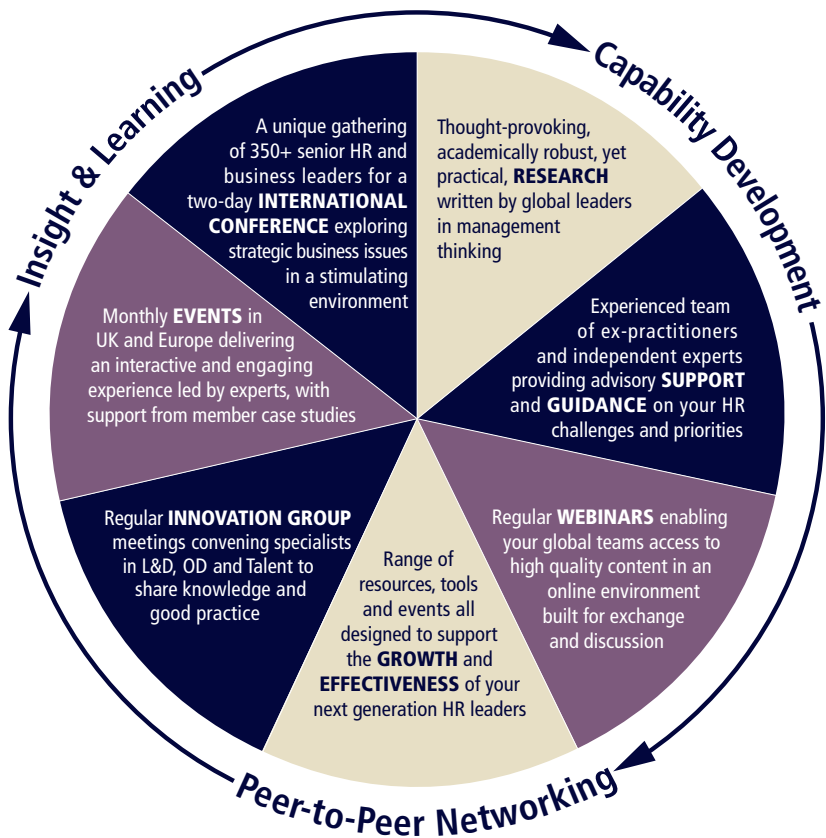 Insight & Learning
Capability Development
A unique gathering
of 350+ senior HR and
business leaders for a
two-day INTERNATIONAL
CONFERENCE exploring
strategic business issues
in a stimulating
environment
Thought-provoking,
academically robust, yet
practical, RESEARCH
written by global leaders
in management
thinking
Experienced team
of ex-practitioners
and independent experts
providing advisory SUPPORT
and GUIDANCE on your HR
challenges and priorities
Regular WEBINARS enabling
your global teams access to
high quality content in an
online environment
built for exchange
and discussion
Range of
resources, tools
and events all
designed to support
the GROWTH and
EFFECTIVENESS of your
next generation HR leaders
Regular INNOVATION GROUP
meetings convening specialists
in L&D, OD and Talent to
share knowledge and
good practice
Monthly EVENTS in
UK and Europe delivering
an interactive and engaging
experience led by experts, with
support from member case studies
Peer-to-Peer Networking